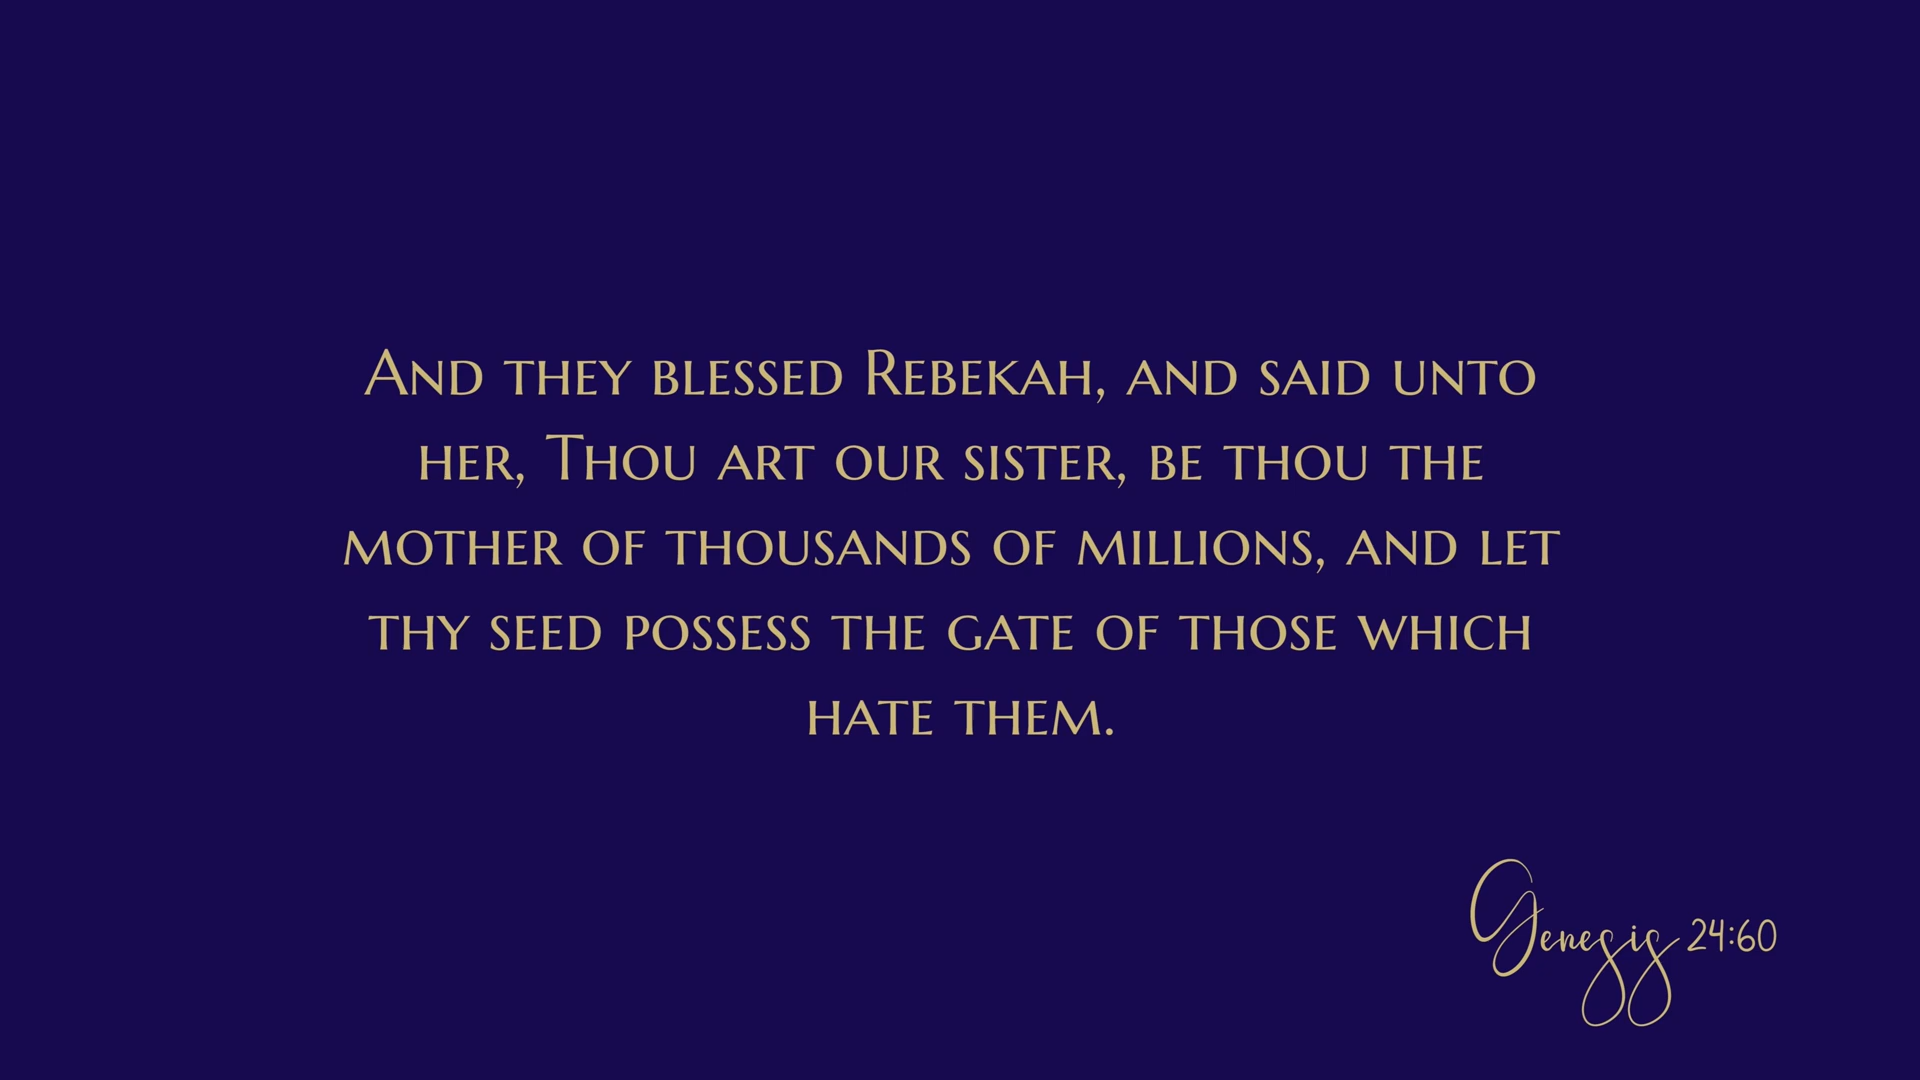 And they blessed Rebekah, and said unto
her, Thou art our sister, be thou the
mother of thousands of millions, and let
thy seed possess the gate of those which
hate them.
Genesis 24:60